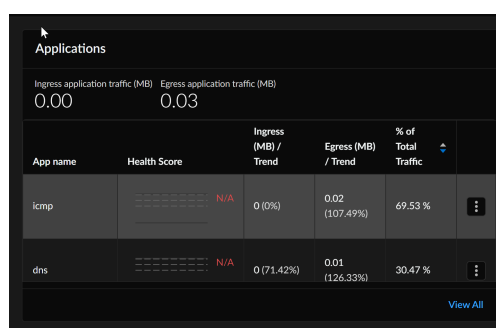 Applications
Ingress application traffic (MB) Egress application traffic (MB)
0.00 0.03
App name Health Score Ingress (MB) / Trend Egress (MB) / Trend % of Total Traffic
icmp N/A 0 (0%) 0.02 (107.49%) 69.53 %
dns N/A 0 (71.42%) 0.01 (126.33%) 30.47 %
View All